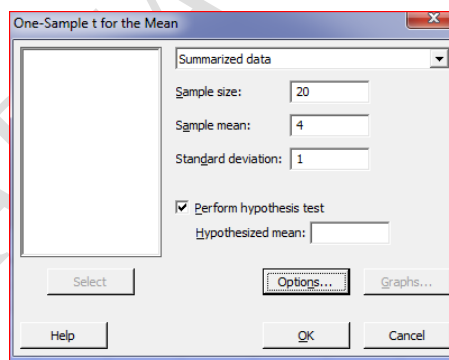 One-Sample t for the Mean
Summarized data
Sample size: 20
Sample mean: 4
Standard deviation: 1
Perform hypothesis test
Hypothesized mean:
Select
Options...
Graphs...
Help
OK
Cancel